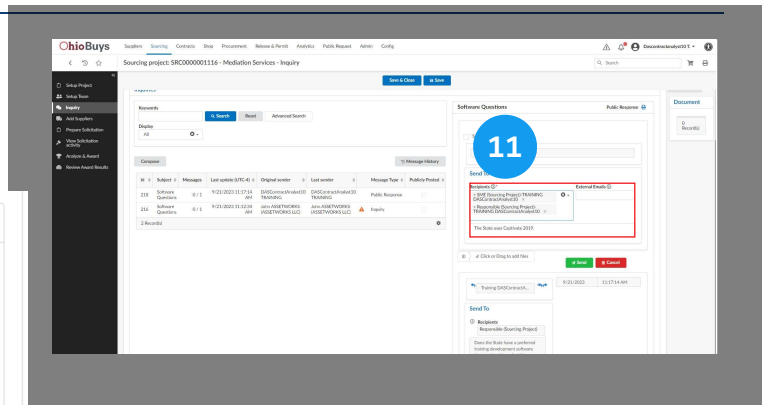 OhioBuys
Suppliers Sourcing Contracts Shop Procurement Release & Permit Analytics Public Request Admin Config
Dascontractanalyst10 T.
Sourcing project: SRC0000001116 - Mediation Services - Inquiry
Search
Save & Close Save
Setup Project
Setup Team
Inquiry
Add Suppliers
Prepare Solicitation
View Solicitation
activity
Analyze & Award
Review Award Results
Keywords
Search Reset Advanced Search
Display
All
Compose
Message History
Id Subject Messages Last update (UTC-4) Original sender Last sender Message Type Publicly Posted
218 Software Questions 0 / 1 9/21/2023 11:17:14 AM DASContractAnalyst10 TRAINING DASContractAnalyst10 TRAINING Public Response
216 Software Questions 0 / 1 9/21/2023 11:12:34 AM John ASSETWORKS (ASSETWORKS LLC) John ASSETWORKS (ASSETWORKS LLC) Inquiry
2 Record(s)
Software Questions
Public Response
11
Send To
Recipients
External Emails
SME (Sourcing Project) TRAINING
DASContractAnalyst10
Responsible (Sourcing Project)
TRAINING DASContractAnalyst10
The State uses Captivate 2019.
Click or Drag to add files
Send Cancel
Training DASContractA...
9/21/2023 11:17:14 AM
Send To
Recipients
Responsible (Sourcing Project)
Does the State have a preferred
training development software
Document
0
Record(s)